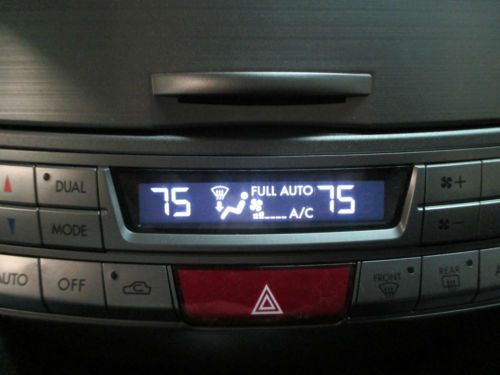 DUAL
75 FULL AUTO 75
A/C
MODE
AUTO OFF
FRONT REAR